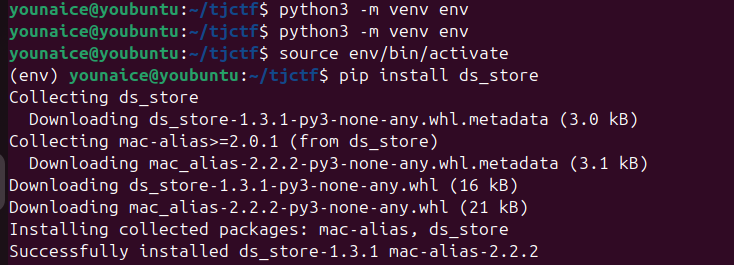 younaice@youbuntu:~/tjctf$ python3 -m venv env
younaice@youbuntu:~/tjctf$ python3 -m venv env
younaice@youbuntu:~/tjctf$ source env/bin/activate
(env) younaice@youbuntu:~/tjctf$ pip install ds_store
Collecting ds_store
  Downloading ds_store-1.3.1-py3-none-any.whl.metadata (3.0 kB)
Collecting mac-alias>=2.0.1 (from ds_store)
  Downloading mac_alias-2.2.2-py3-none-any.whl.metadata (3.1 kB)
Downloading ds_store-1.3.1-py3-none-any.whl (16 kB)
Downloading mac_alias-2.2.2-py3-none-any.whl (21 kB)
Installing collected packages: mac-alias, ds_store
Successfully installed ds_store-1.3.1 mac-alias-2.2.2